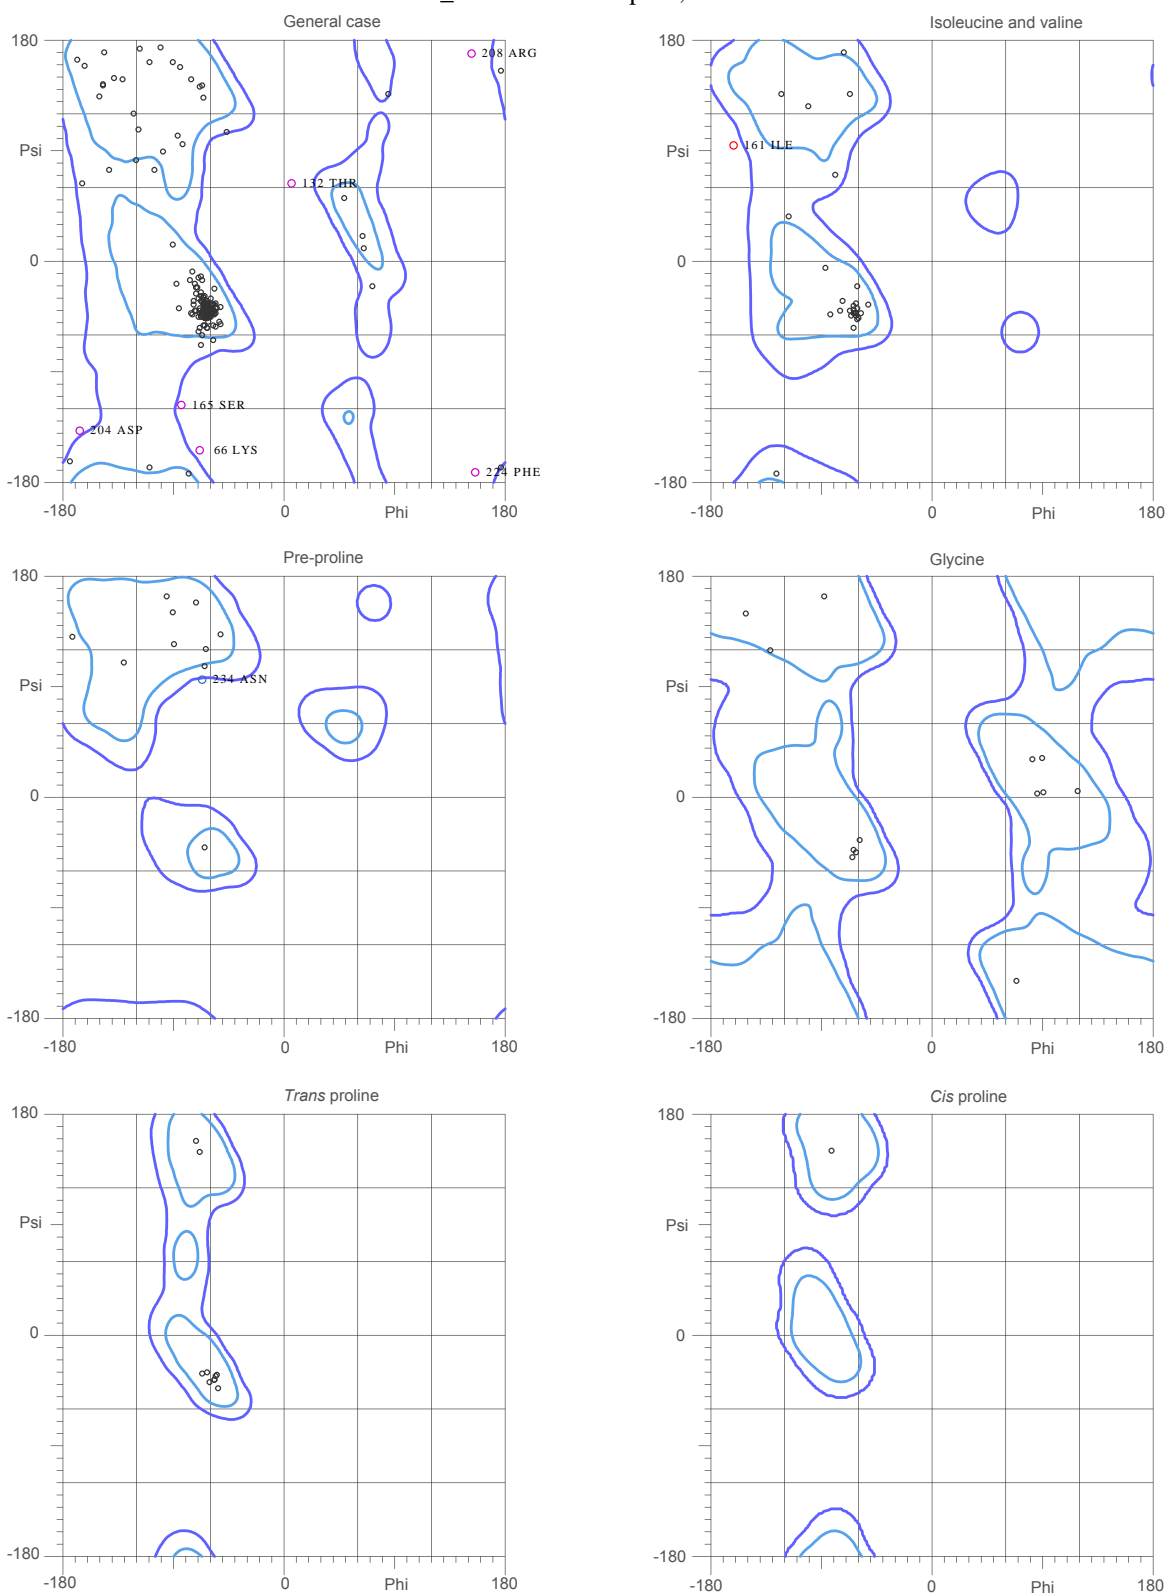 General case
Isoleucine and valine
180
208 ARG
180
Psi
132 THR
Psi
161 ILE
0
0
165 SER
204 ASP
66 LYS
224 PHE
-180
-180
-180
0
Phi
180
-180
0
Phi
180
Pre-proline
Glycine
180
180
Psi
234 ASN
Psi
0
0
-180
-180
-180
0
Phi
180
-180
0
Phi
180
Trans proline
Cis proline
180
180
Psi
Psi
0
0
-180
-180
-180
0
Phi
180
-180
0
Phi
180